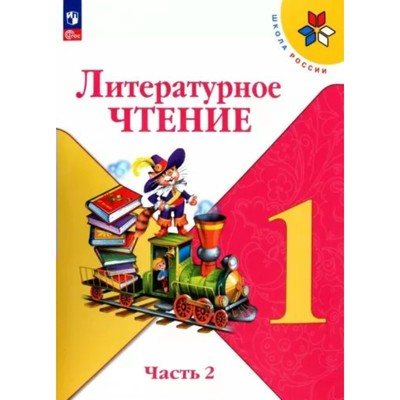 ШКОЛА РОССИИ
Литературное
ЧТЕНИЕ
1
Часть 2